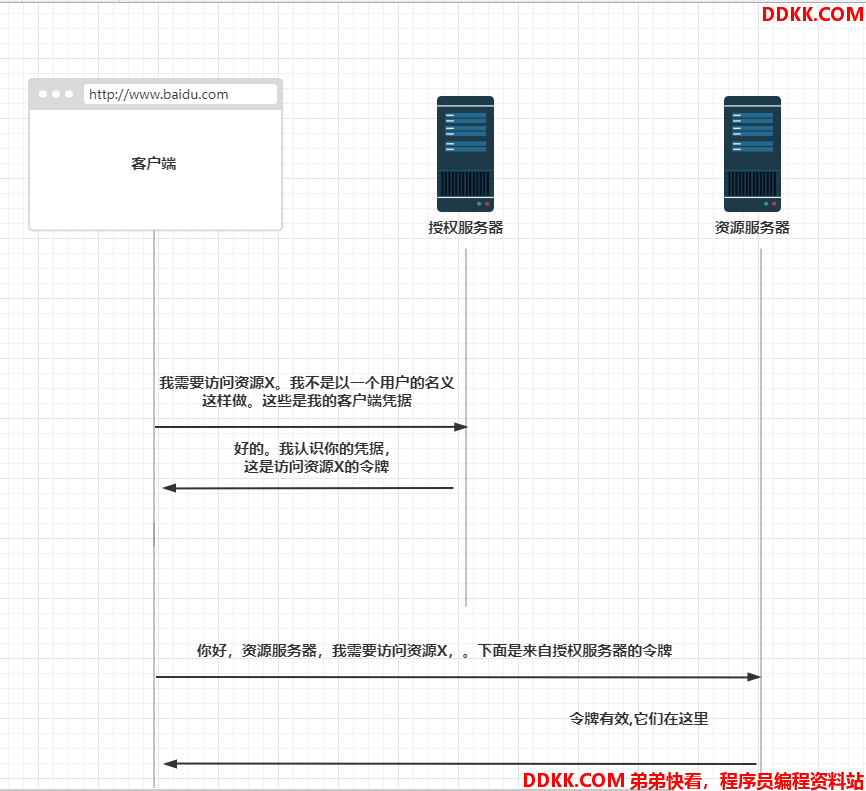 DDKK.COM
http://www.baidu.com
客户端
授权服务器
资源服务器
我需要访问资源X。我不是以一个用户的名义
这样做。这些是我的客户端凭据
好的。我认识你的凭据，
这是访问资源X的令牌
你好，资源服务器，我需要访问资源X，。下面是来自授权服务器的令牌
令牌有效,它们在这里
DDKK.COM 弟弟快看，程序员编程资料站